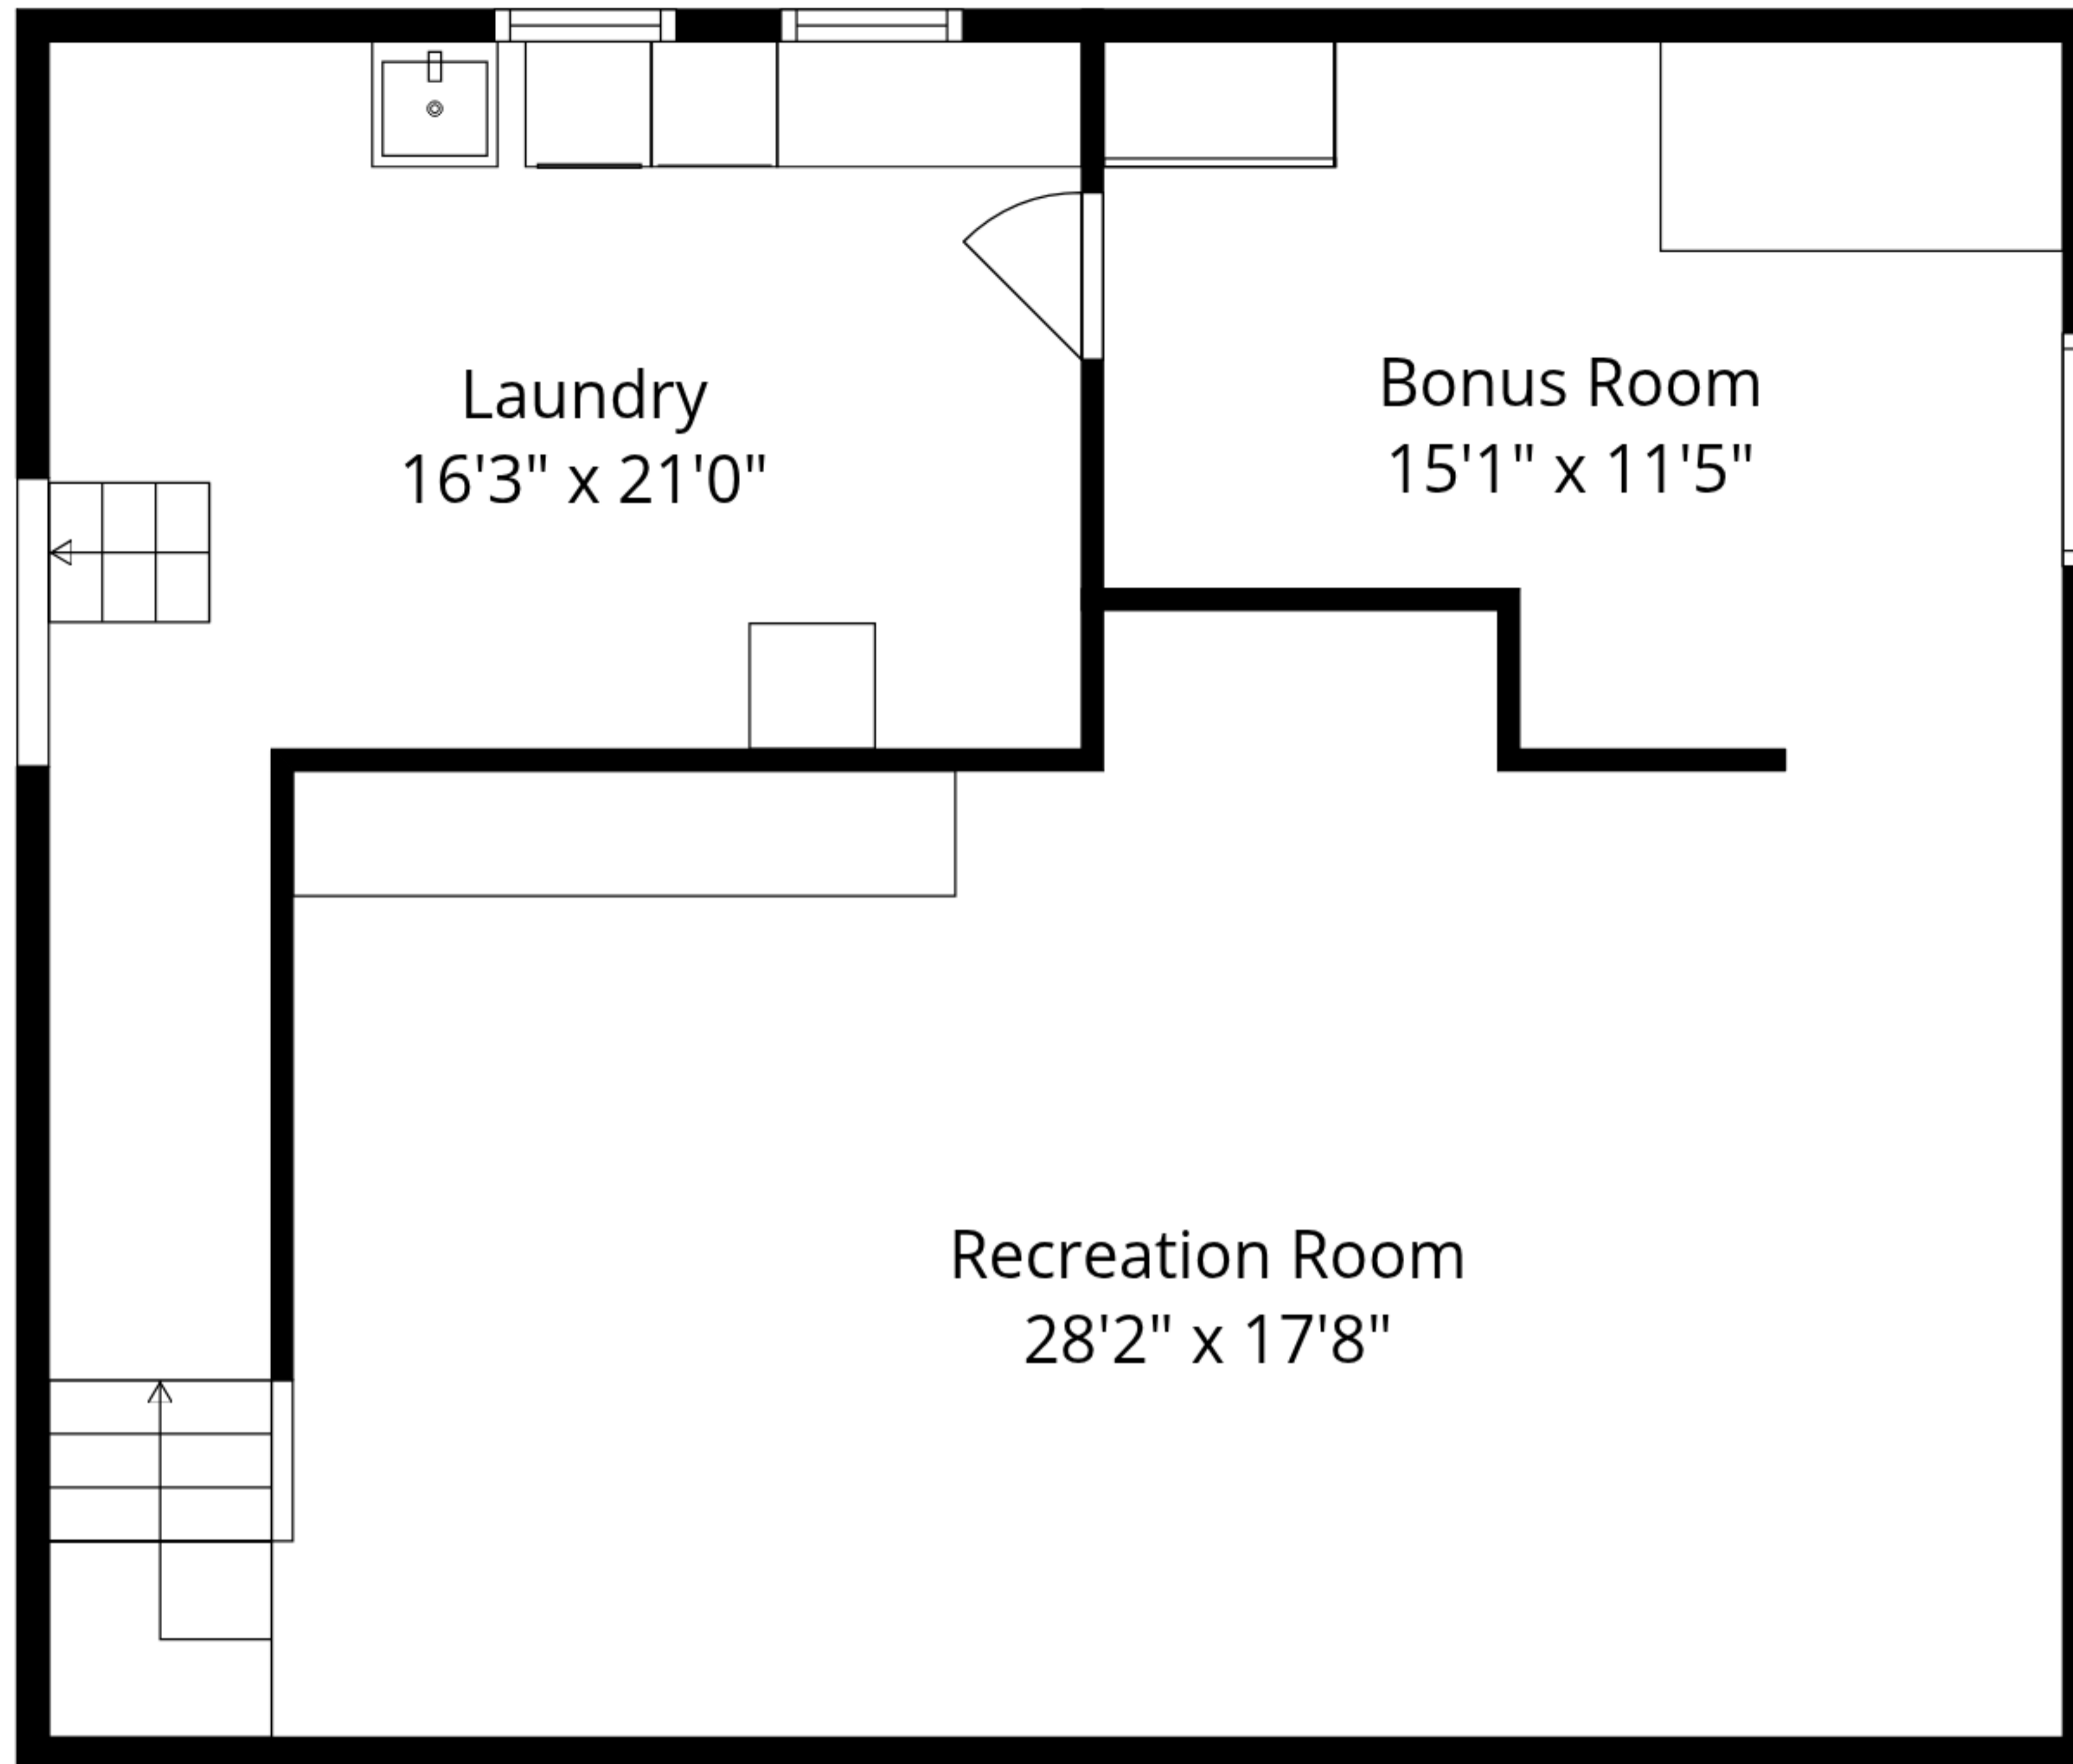 Laundry
16'3" x 21'0"
Bonus Room
15'1" x 11'5"
Recreation Room
28'2" x 17'8"